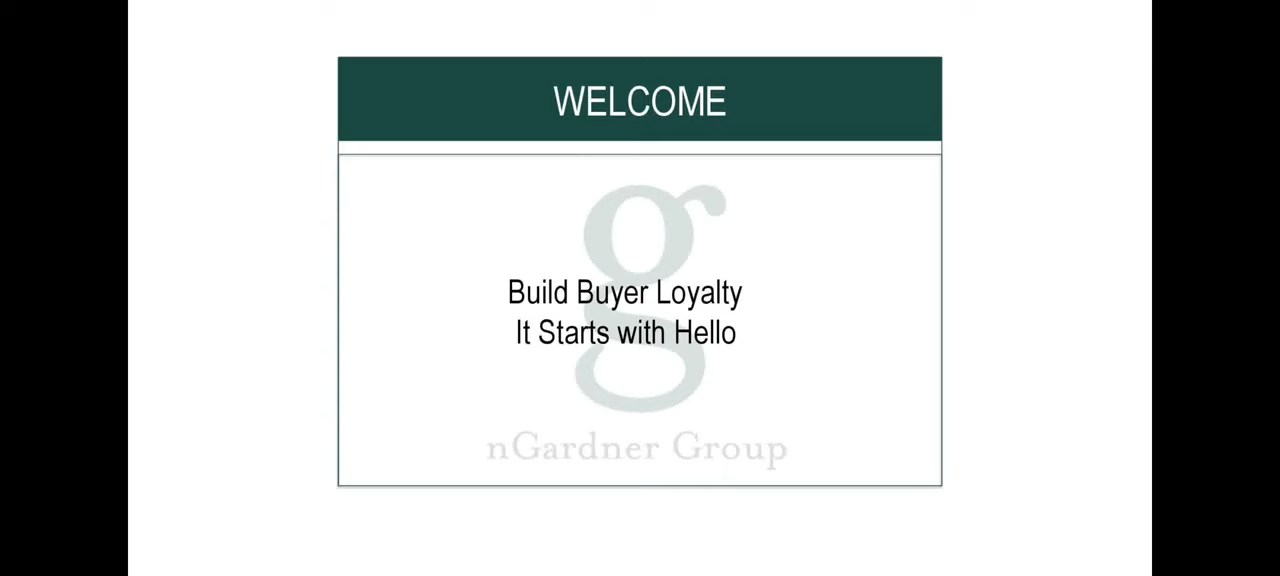 WELCOME
g
Build Buyer Loyalty
It Starts with Hello
nGardner Group